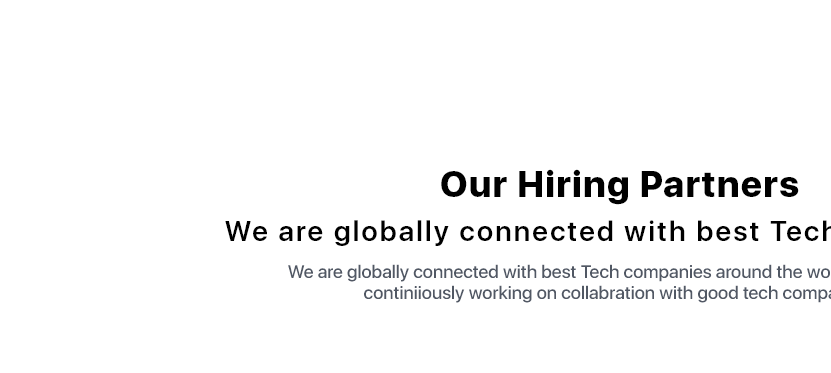 Our Hiring Partners
We are globally connected with best Tech
We are globally connected with best Tech companies around the wo
continiiously working on collabration with good tech compa